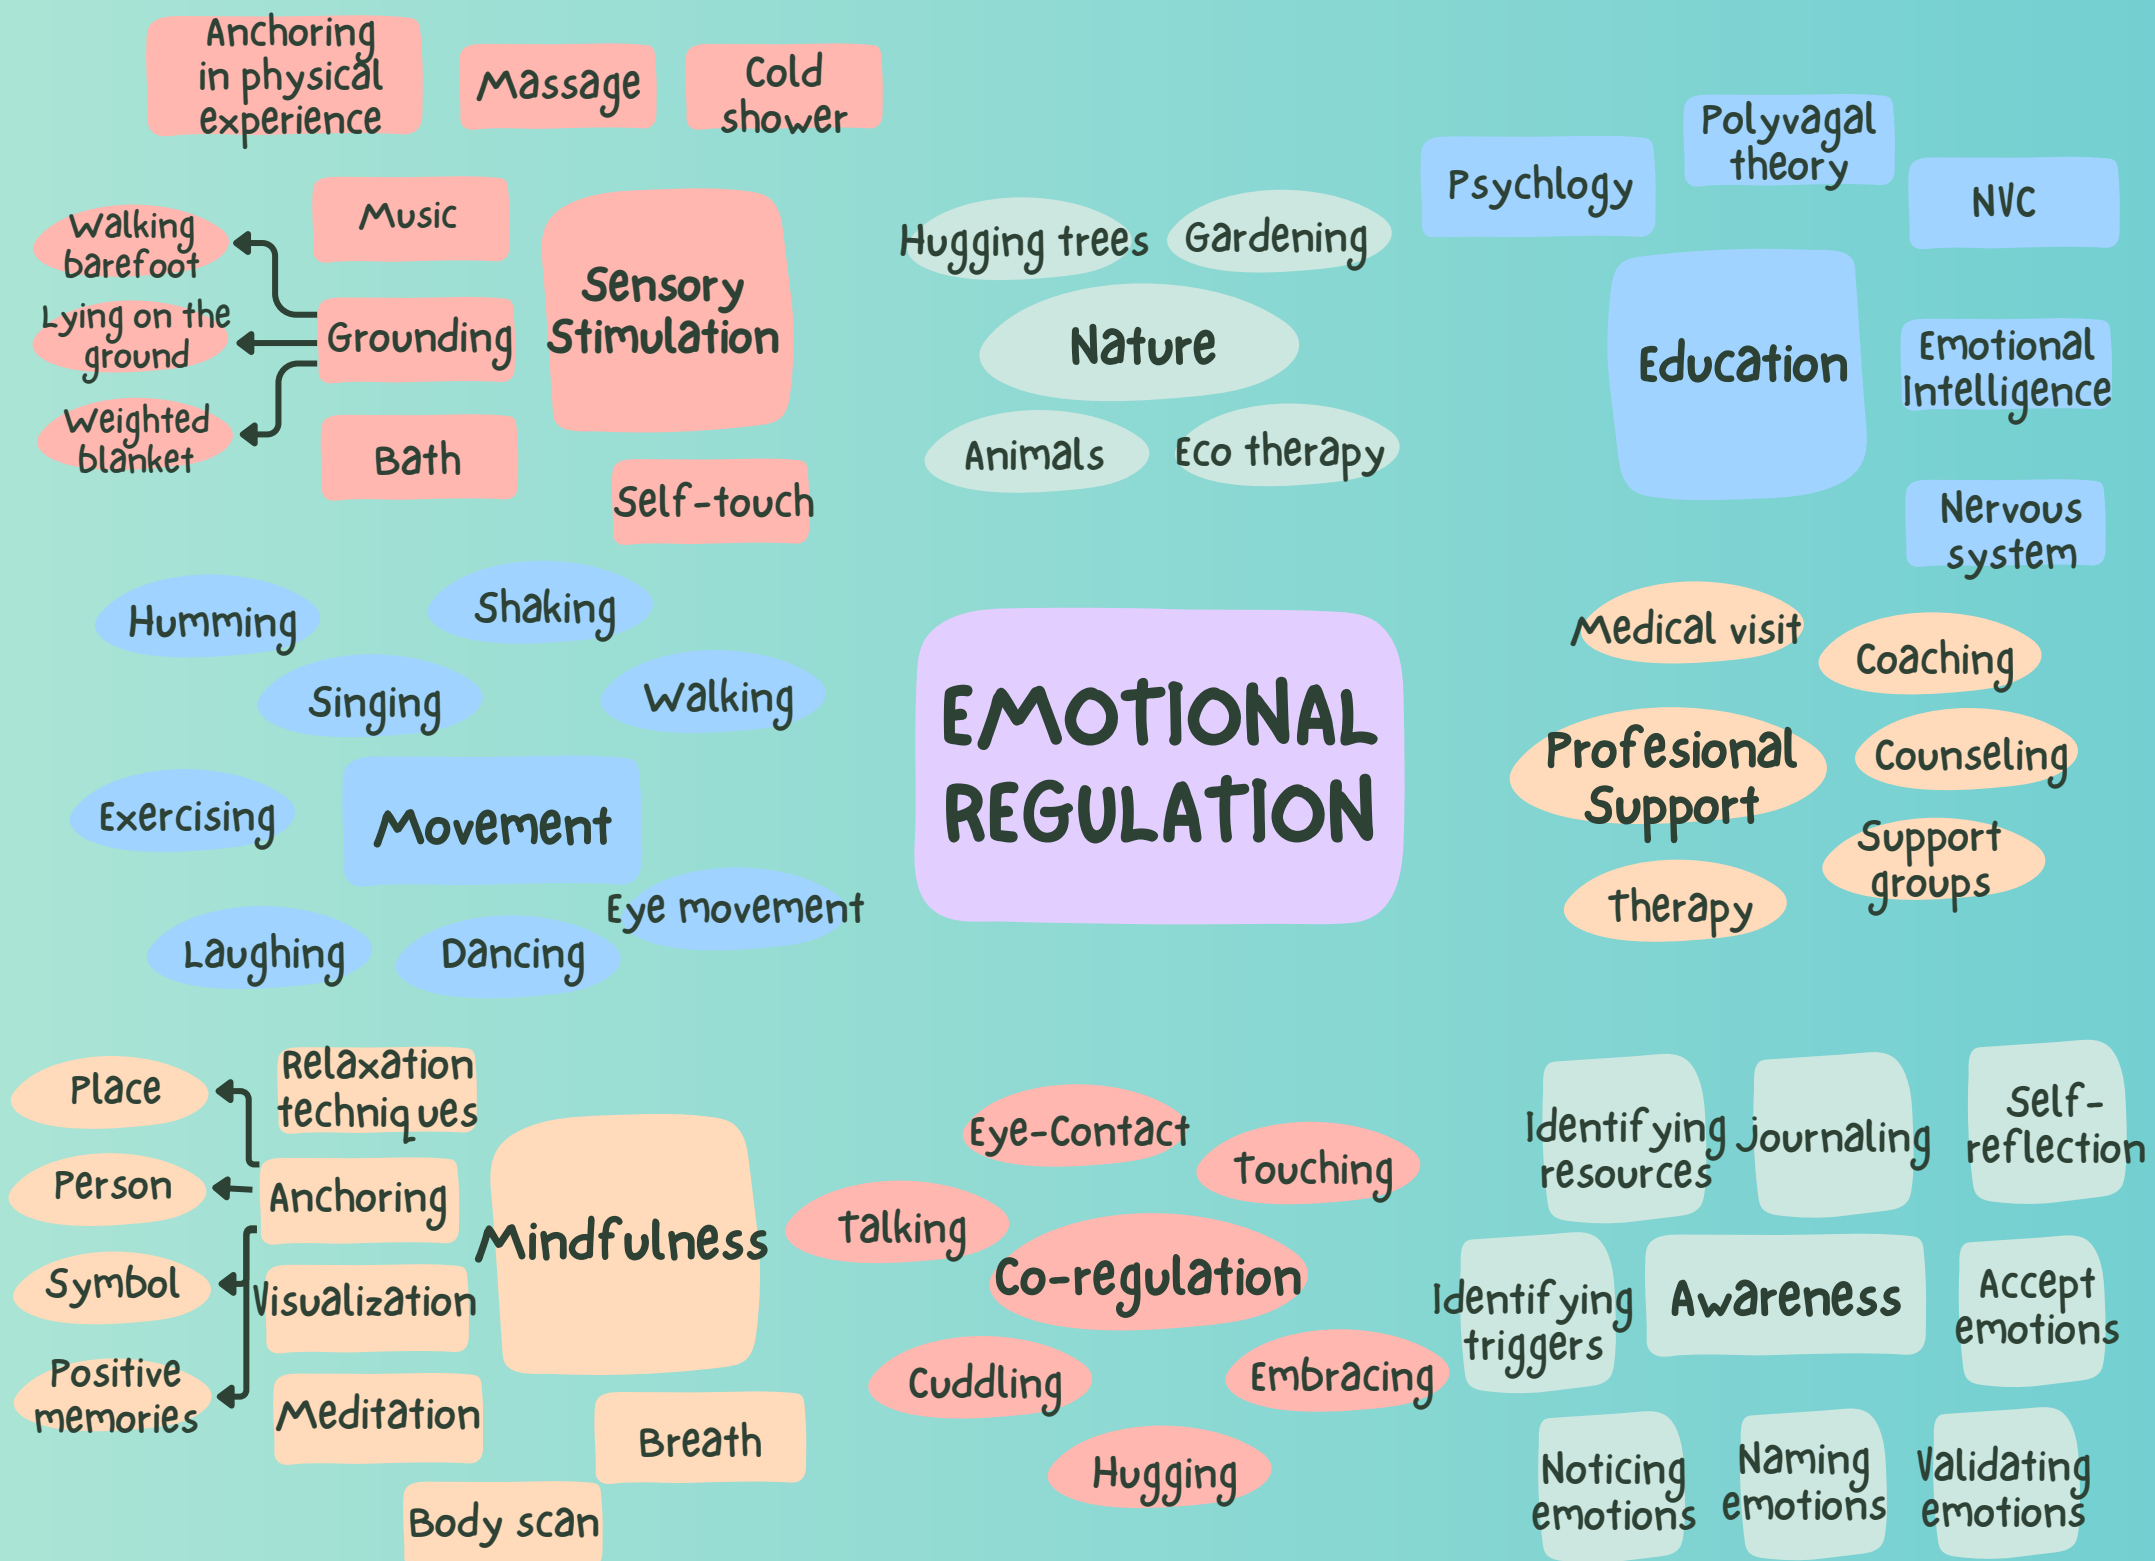 Anchoring
in physical
experience
Massage
Cold
shower
Music
Walking
barefoot
Lying on the
ground
Grounding
Weighted
blanket
Bath
Sensory
Stimulation
Self-touch
Hugging trees
Gardening
Nature
Animals
Eco therapy
Psychlogy
Polyvagal
theory
NVC
Education
Emotional
Intelligence
Nervous
system
Humming
Shaking
Singing
Walking
Exercising
Movement
Eye movement
Laughing
Dancing
EMOTIONAL
REGULATION
Medical visit
Coaching
Profesional
Support
Counseling
Support
groups
Therapy
Place
Relaxation
techniques
Person
Anchoring
Symbol
Visualization
Positive
memories
Meditation
Mindfulness
Breath
Body scan
Eye-Contact
Touching
Talking
Co-regulation
Cuddling
Embracing
Hugging
Identifying
resources
Journaling
Self-
reflection
Identifying
triggers
Awareness
Accept
emotions
Noticing
emotions
Naming
emotions
Validating
emotions